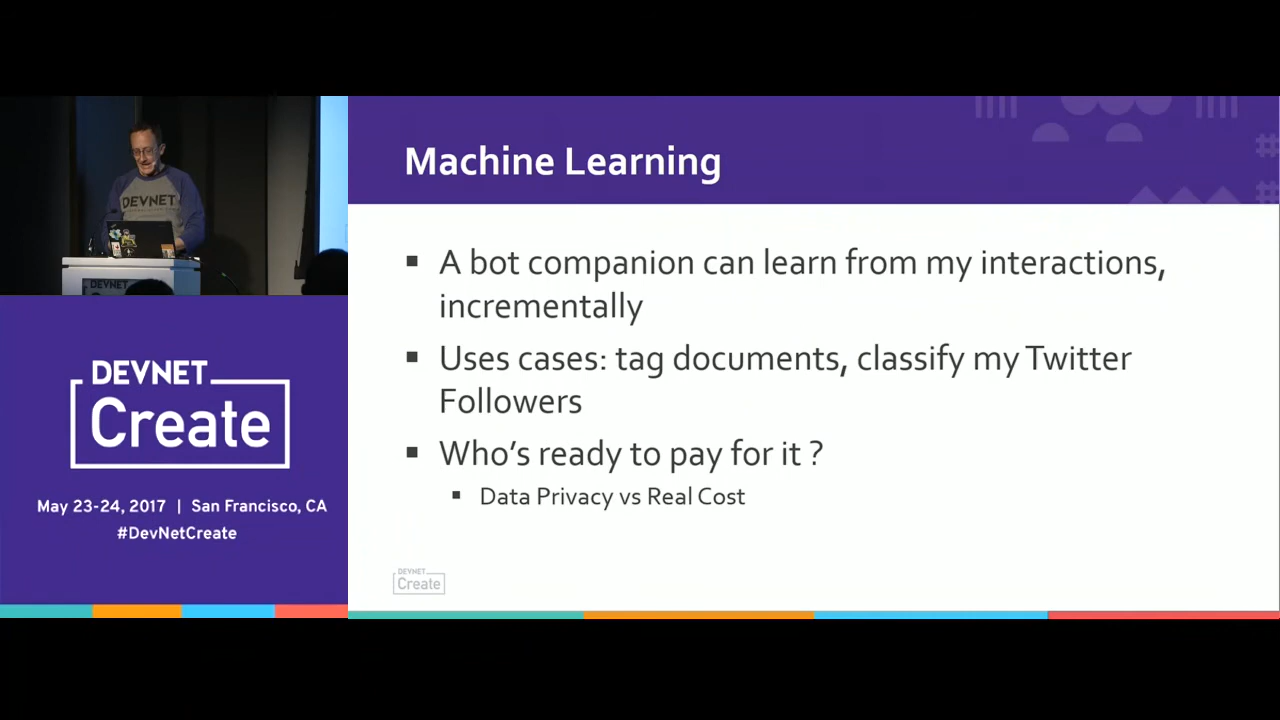 DEVNET
DEVNET
DEVNET
Create
May 23-24, 2017 | San Francisco, CA
#DevNetCreate
Machine Learning
▪ A bot companion can learn from my interactions,
incrementally
▪ Uses cases: tag documents, classify my Twitter
Followers
▪ Who's ready to pay for it ?
▪ Data Privacy vs Real Cost
DEVNET
Create